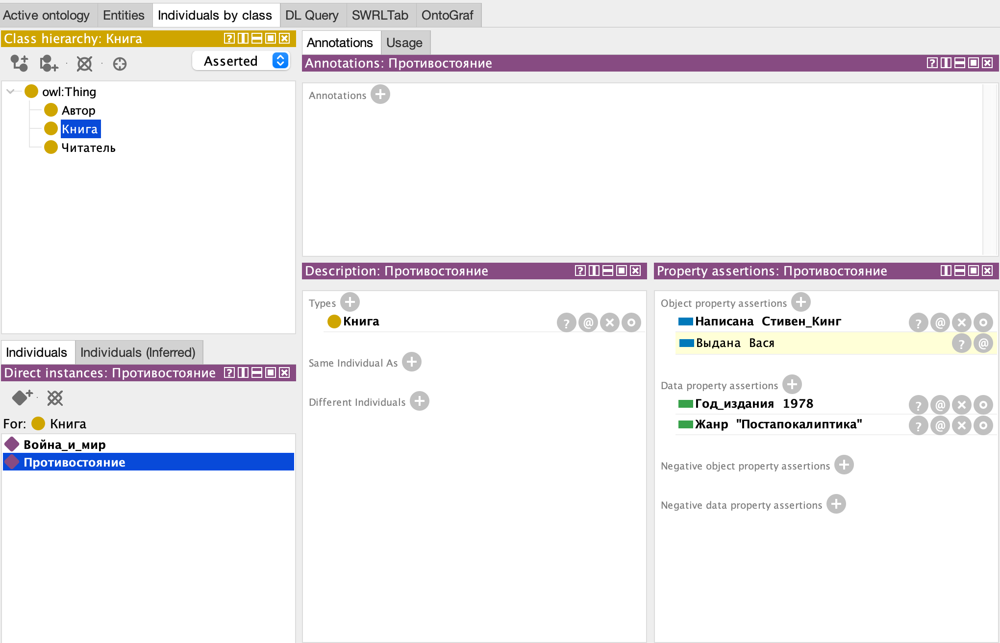 Active ontology Entities Individuals by class DL Query SWRLTab OntoGraf
Class hierarchy: Книга
Asserted
owl:Thing
Автор
Книга
Читатель
Individuals Individuals (Inferred)
Direct instances: Противостояние
For: Книга
Война_и_мир
Противостояние
Annotations Usage
Annotations: Противостояние
Annotations
Description: Противостояние
Types
Книга
Same Individual As
Different Individuals
Property assertions: Противостояние
Object property assertions
Написана Стивен_Кинг
Выдана Вася
Data property assertions
Год_издания 1978
Жанр "Постапокалиптика"
Negative object property assertions
Negative data property assertions